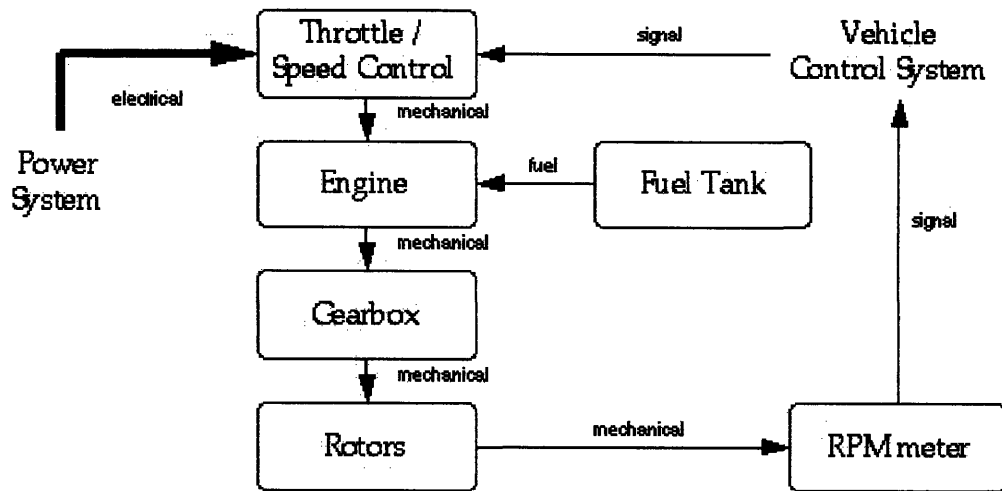 Throttle /
Speed Control
signal
Vehicle
Control System
electrical
mechanical
Power
System
Engine
fuel
Fuel Tank
signal
mechanical
Gearbox
mechanical
Rotors
mechanical
RPM meter